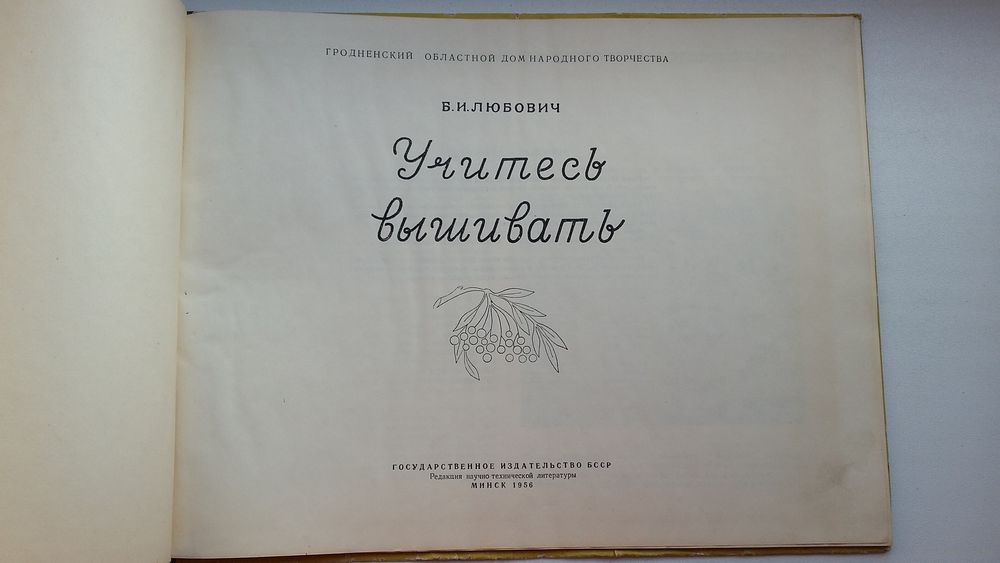 ГРОДНЕНСКИЙ ОБЛАСТНОЙ ДОМ НАРОДНОГО ТВОРЧЕСТВА
Б. И. ЛЮБОВИЧ
Учитесь
вышивать
ГОСУДАРСТВЕННОЕ ИЗДАТЕЛЬСТВО БССР
Редакция научно-технической литературы
МИНСК 1956